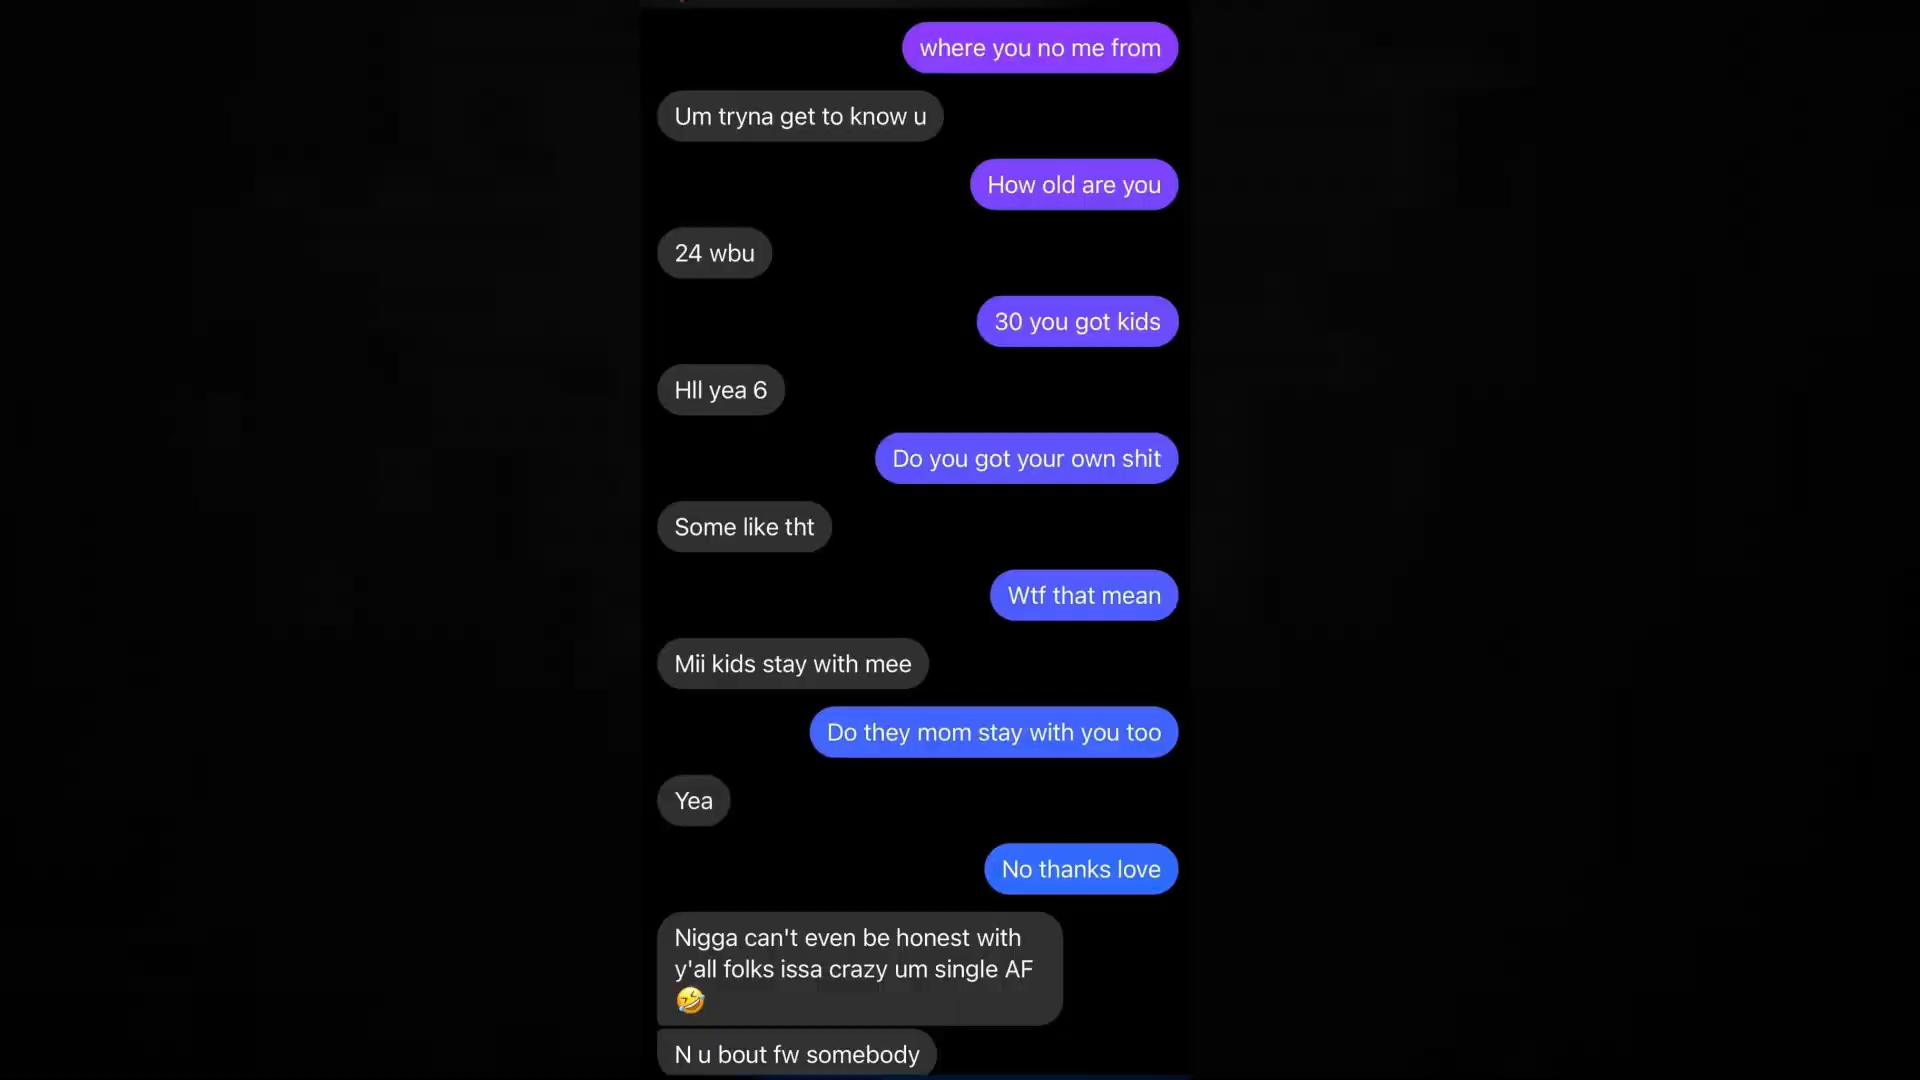 where you no me from
Um tryna get to know u
How old are you
24 wbu
30 you got kids
Hll yea 6
Do you got your own shit
Some like tht
Wtf that mean
Mii kids stay with mee
Do they mom stay with you too
Yea
No thanks love
Nigga can't even be honest with
y'all folks issa crazy um single AF
🤣
N u bout fw somebody